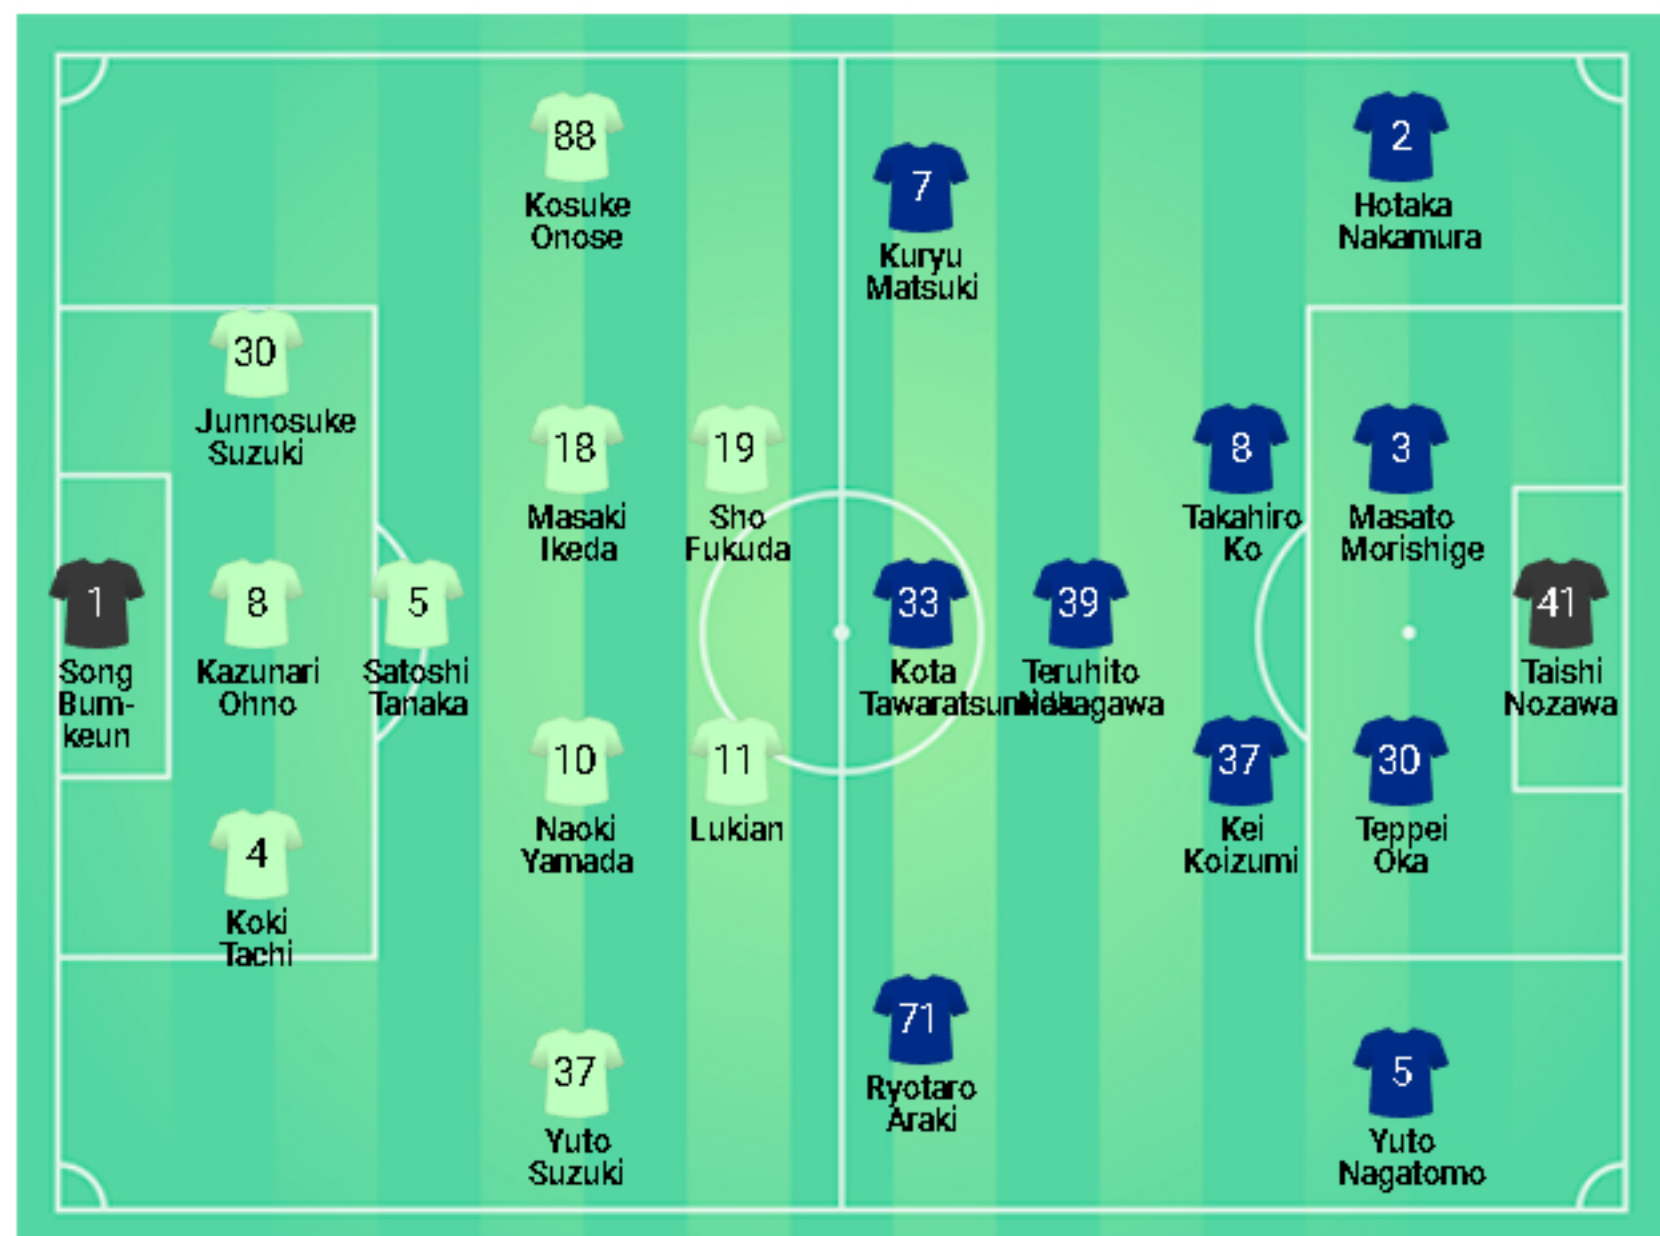 88
Kosuke
Onose
7
Kuryu
Matsuki
2
Hotaka
Nakamura
30
Junnosuke
Suzuki
18
Masaki
Ikeda
19
Sho
Fukuda
8
Takahiro
Ko
3
Masato
Morishige
1
Song
Bum-
keun
8
Kazunari
Ohno
5
Satoshi
Tanaka
33
Kota
39
Teruhito
41
Taishi
Nozawa
10
Naoki
Yamada
11
Lukian
37
Kei
Koizumi
30
Teppei
Oka
4
Koki
Tachi
37
Yuto
Suzuki
71
Ryotaro
Araki
5
Yuto
Nagatomo